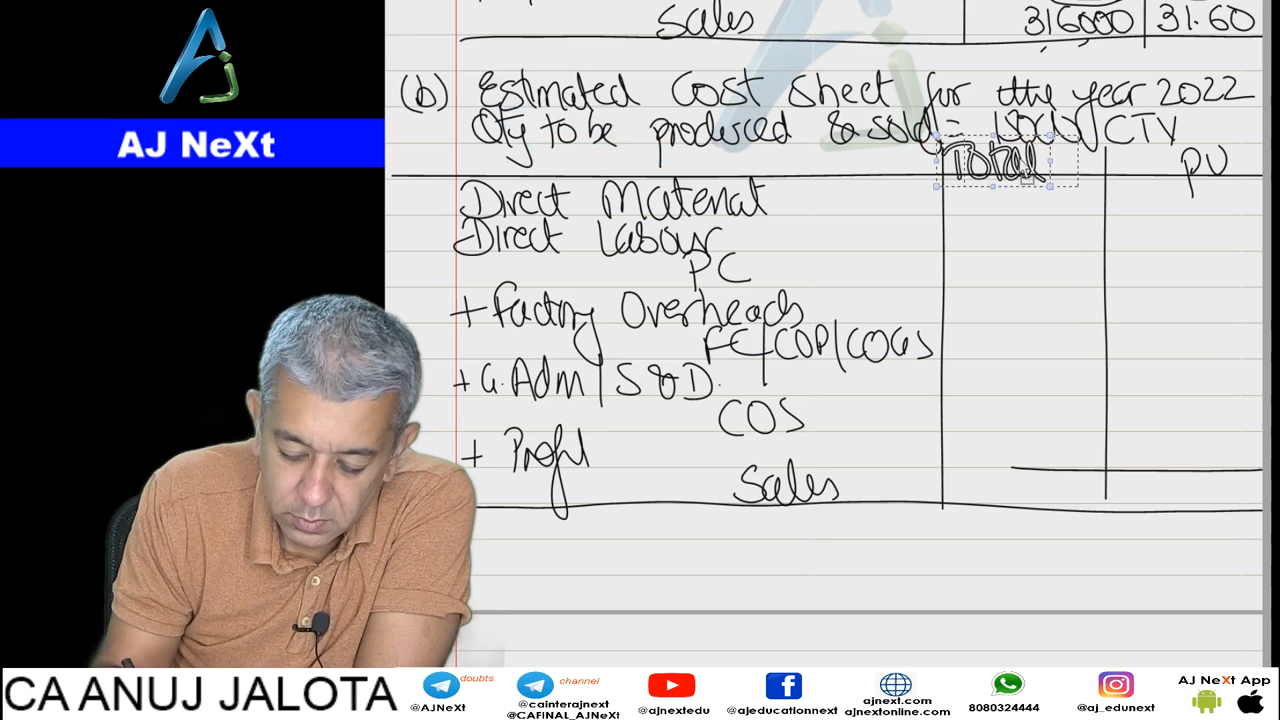 Sales 316000 31.60
(b) Estimated Cost Sheet for the year 2022
Qty to be produced & sold = CTV
Total PU
Direct Material
Direct Labour
PC
+ Factory Overheads
FC/COP/COGS
+ G. Adm / S & D.
COS
+ Profit
Sales
AJ NeXt
CA ANUJ JALOTA
doubts
@AJNeXt
channel
@cainterajnext
@CAFINAL_AJNeXt
@ajnextedu
@ajeducationnext
ajnext.com
ajnextonline.com
8080324444
@aj_edunext
AJ NeXt App